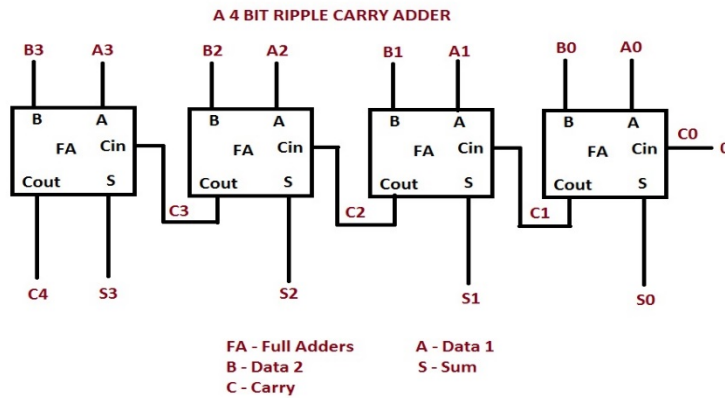 A 4 BIT RIPPLE CARRY ADDER
B3 A3 B2 A2 B1 A1 B0 A0
B A B A B A B A
C0
FA Cin FA Cin FA Cin FA Cin 0
Cout S Cout S Cout S Cout S
C3 C2 C1
C4 S3 S2 S1 S0
FA - Full Adders A - Data 1
B - Data 2 S - Sum
C - Carry